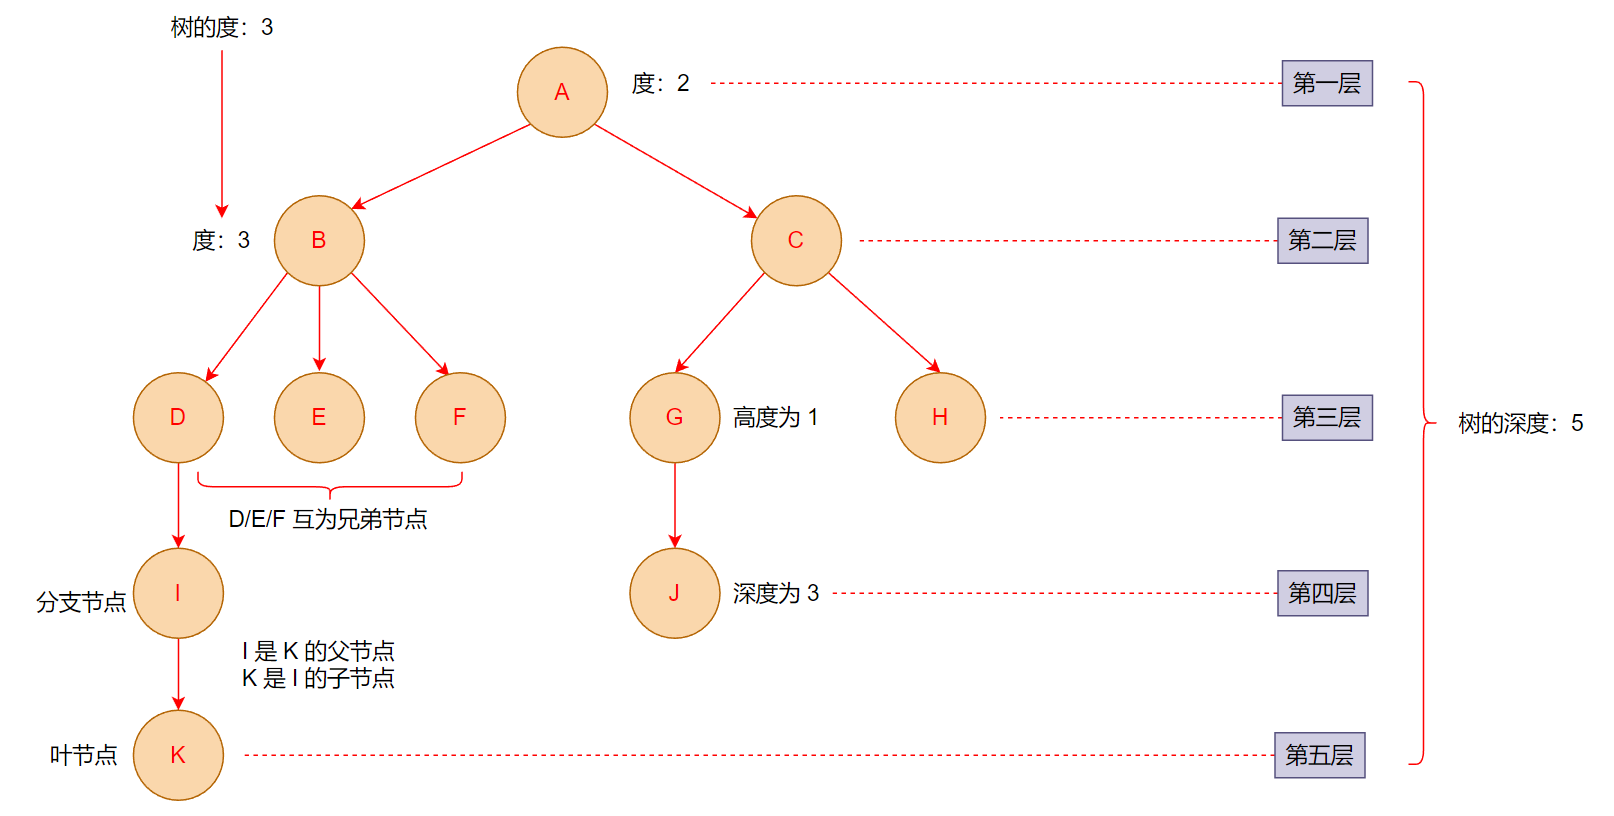 树的度：3
A
度：2
第一层
度：3
B
C
第二层
D
E
F
G
高度为 1
H
第三层
树的深度：5
D/E/F 互为兄弟节点
分支节点
I
J
深度为 3
第四层
I 是 K 的父节点
K 是 I 的子节点
叶节点
K
第五层